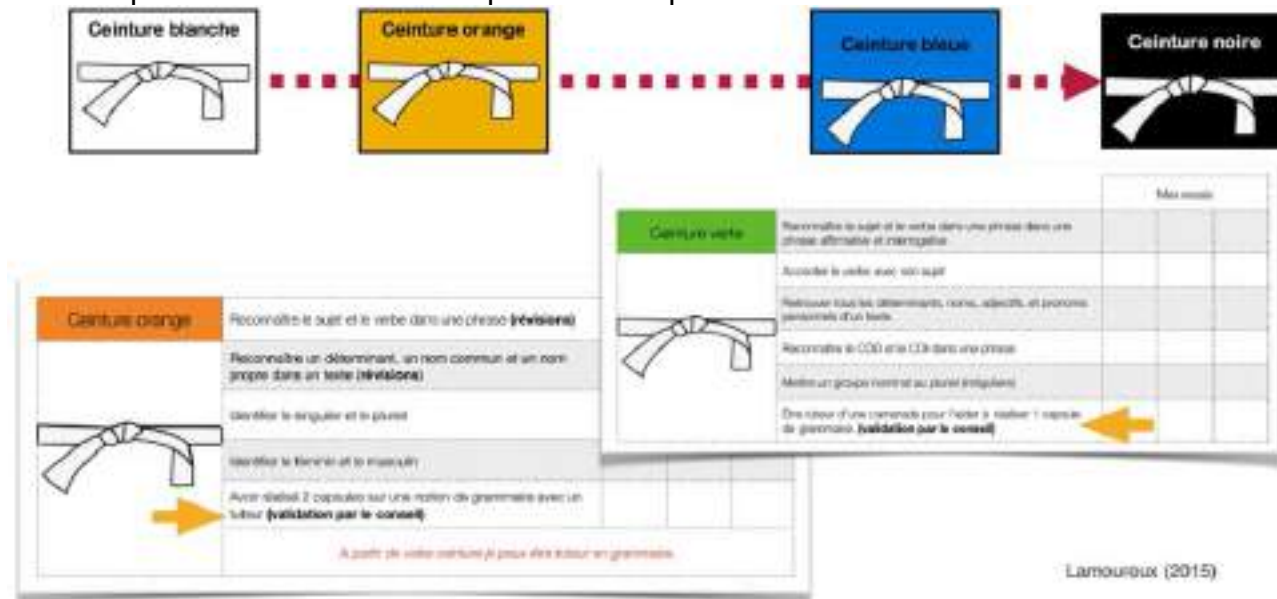 Ceinture blanche
Ceinture orange
Ceinture bleue
Ceinture noire
Mes essais
Ceinture verte
Reconnaître le sujet et le verbe dans une phrase dans une
phrase affirmative et interrogative
Accorder le verbe avec son sujet
Retrouver tous les déterminants, noms, adjectifs, et pronoms
personnels d'un texte
Reconnaître le COD et le COI dans une phrase
Mettre un groupe nominal au pluriel (irréguliers)
Être tuteur d'un camarade pour l'aider à réaliser 1 capsule
de grammaire. (validation par le conseil)
Ceinture orange
Reconnaître le sujet et le verbe dans une phrase (révisions)
Reconnaître un déterminant, un nom commun et un nom
propre dans un texte (révisions)
Identifier le singulier et le pluriel
Identifier le féminin et le masculin
Avoir réalisé 2 capsules sur une notion de grammaire avec un
tuteur (validation par le conseil)
A partir de cette ceinture je peux être tuteur en grammaire.
Lamouroux (2015)